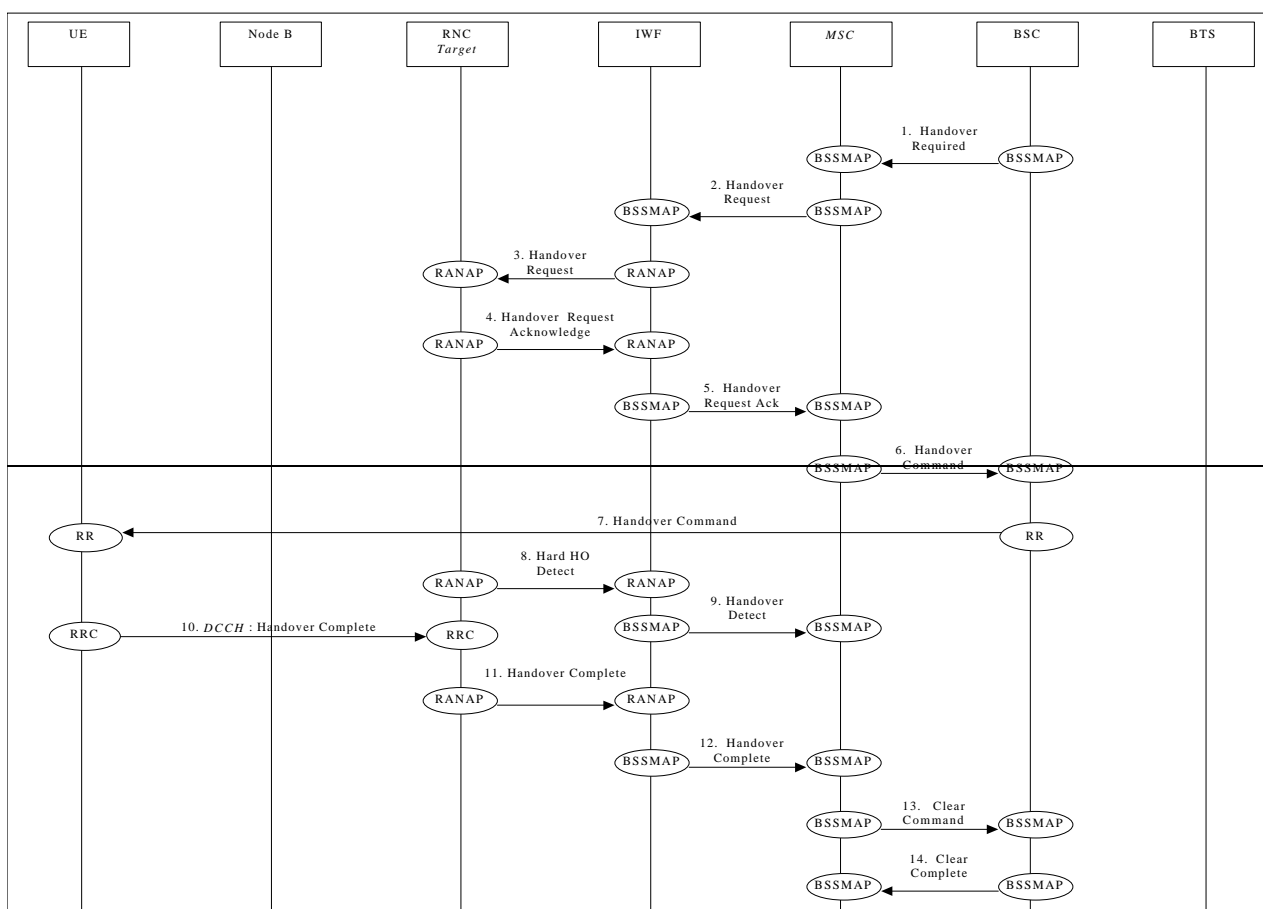 UE
Node B
RNC
Target
IWF
MSC
BSC
BTS
1. Handover
Required
BSSMAP
BSSMAP
2. Handover
Request
BSSMAP
BSSMAP
3. Handover
Request
RANAP
RANAP
4. Handover Request
Acknowledge
RANAP
RANAP
5. Handover
Request Ack
BSSMAP
BSSMAP
6. Handover
Command
BSSMAP
BSSMAP
7. Handover Command
RR
RR
8. Hard HO
Detect
RANAP
RANAP
9. Handover
Detect
BSSMAP
BSSMAP
10. DCCH : Handover Complete
RRC
RRC
11. Handover Complete
RANAP
RANAP
12. Handover
Complete
BSSMAP
BSSMAP
13. Clear
Command
BSSMAP
BSSMAP
14. Clear
Complete
BSSMAP
BSSMAP